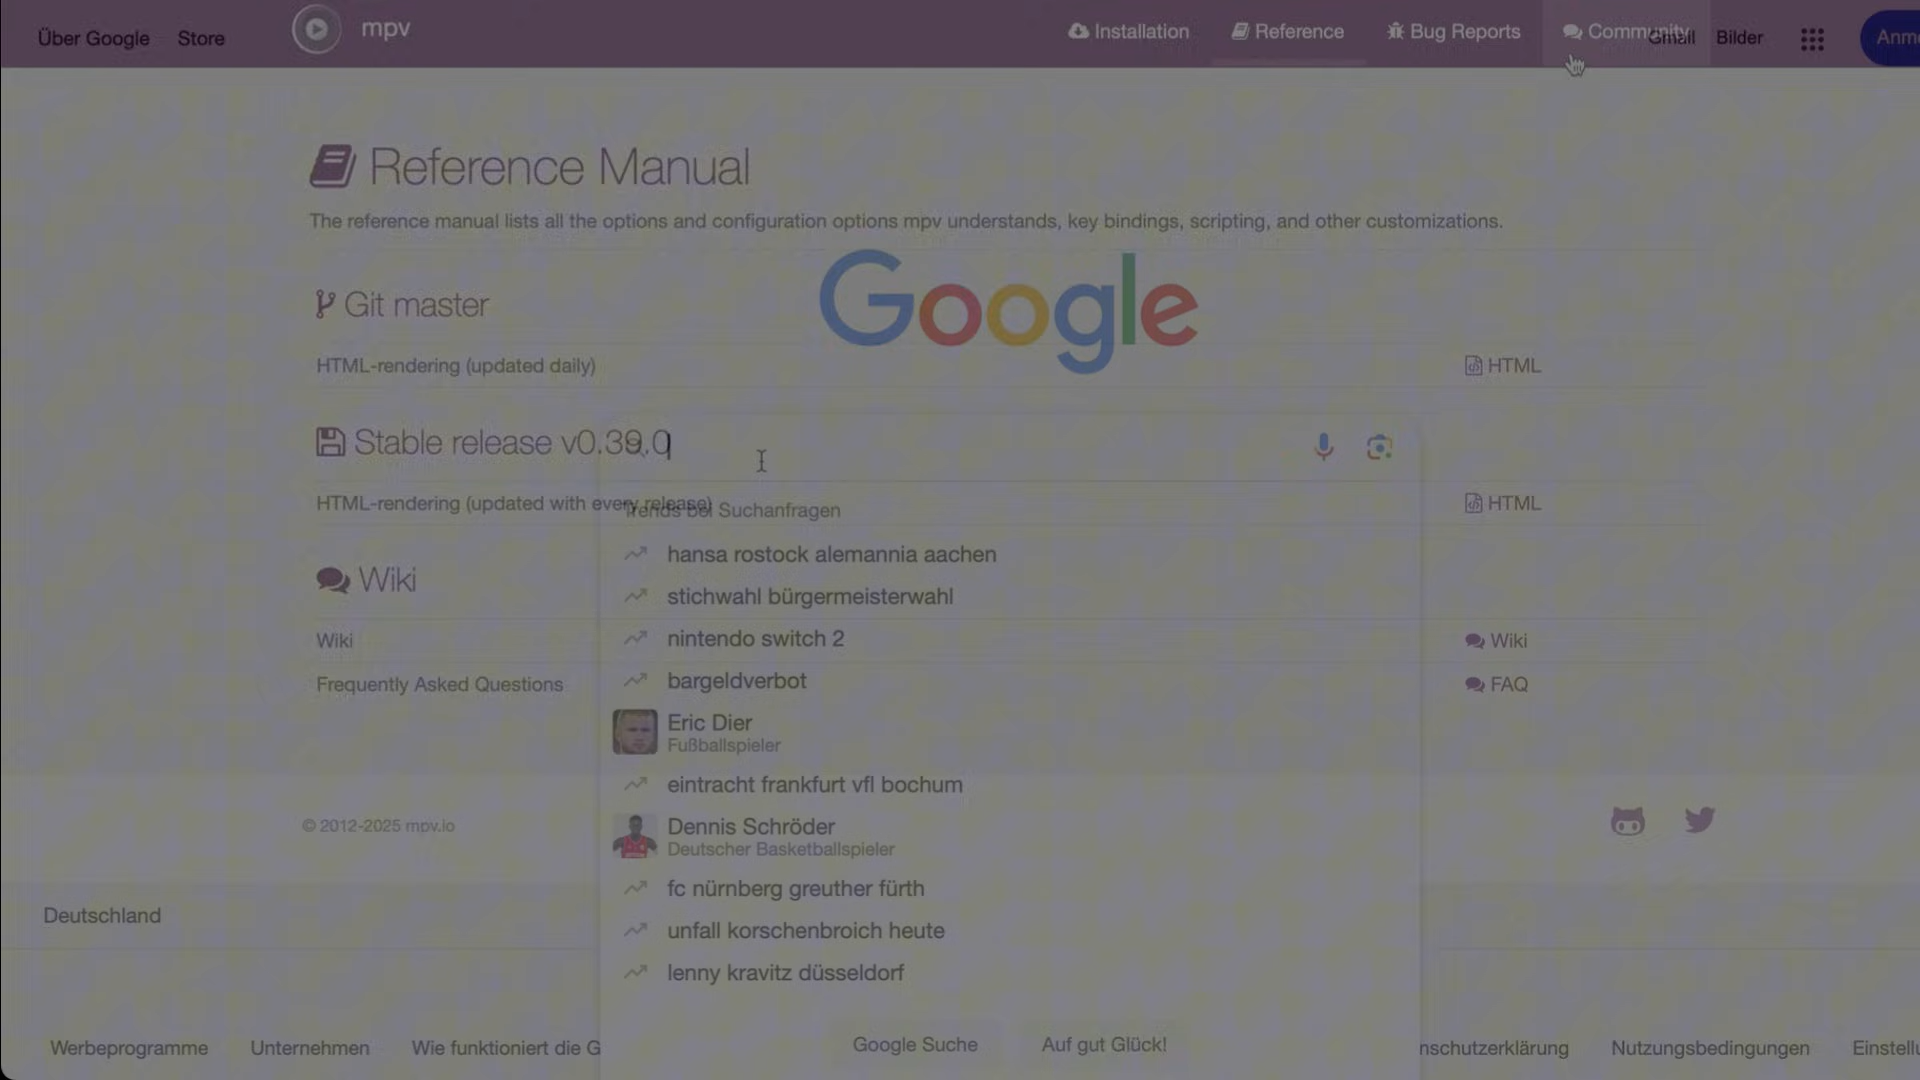 Über Google Store
mpv
Installation Reference Bug Reports Community
Gmail Bilder
Reference Manual
The reference manual lists all the options and configuration options mpv understands, key bindings, scripting, and other customizations.
Google
Git master
HTML-rendering (updated daily) HTML
Stable release v0.39.0
HTML-rendering (updated with every release) HTML
Trends bei Suchanfragen
hansa rostock alemannia aachen
Wiki
stichwahl bürgermeisterwahl
Wiki Wiki
nintendo switch 2
Frequently Asked Questions FAQ
bargeldverbot
Eric Dier
Fußballspieler
eintracht frankfurt vfl bochum
© 2012-2025 mpv.io
Dennis Schröder
Deutscher Basketballspieler
fc nürnberg greuther fürth
Deutschland
unfall korschenbroich heute
lenny kravitz düsseldorf
Google Suche Auf gut Glück!
Werbeprogramme Unternehmen Wie funktioniert die G
nschutzerklärung Nutzungsbedingungen Einstellu